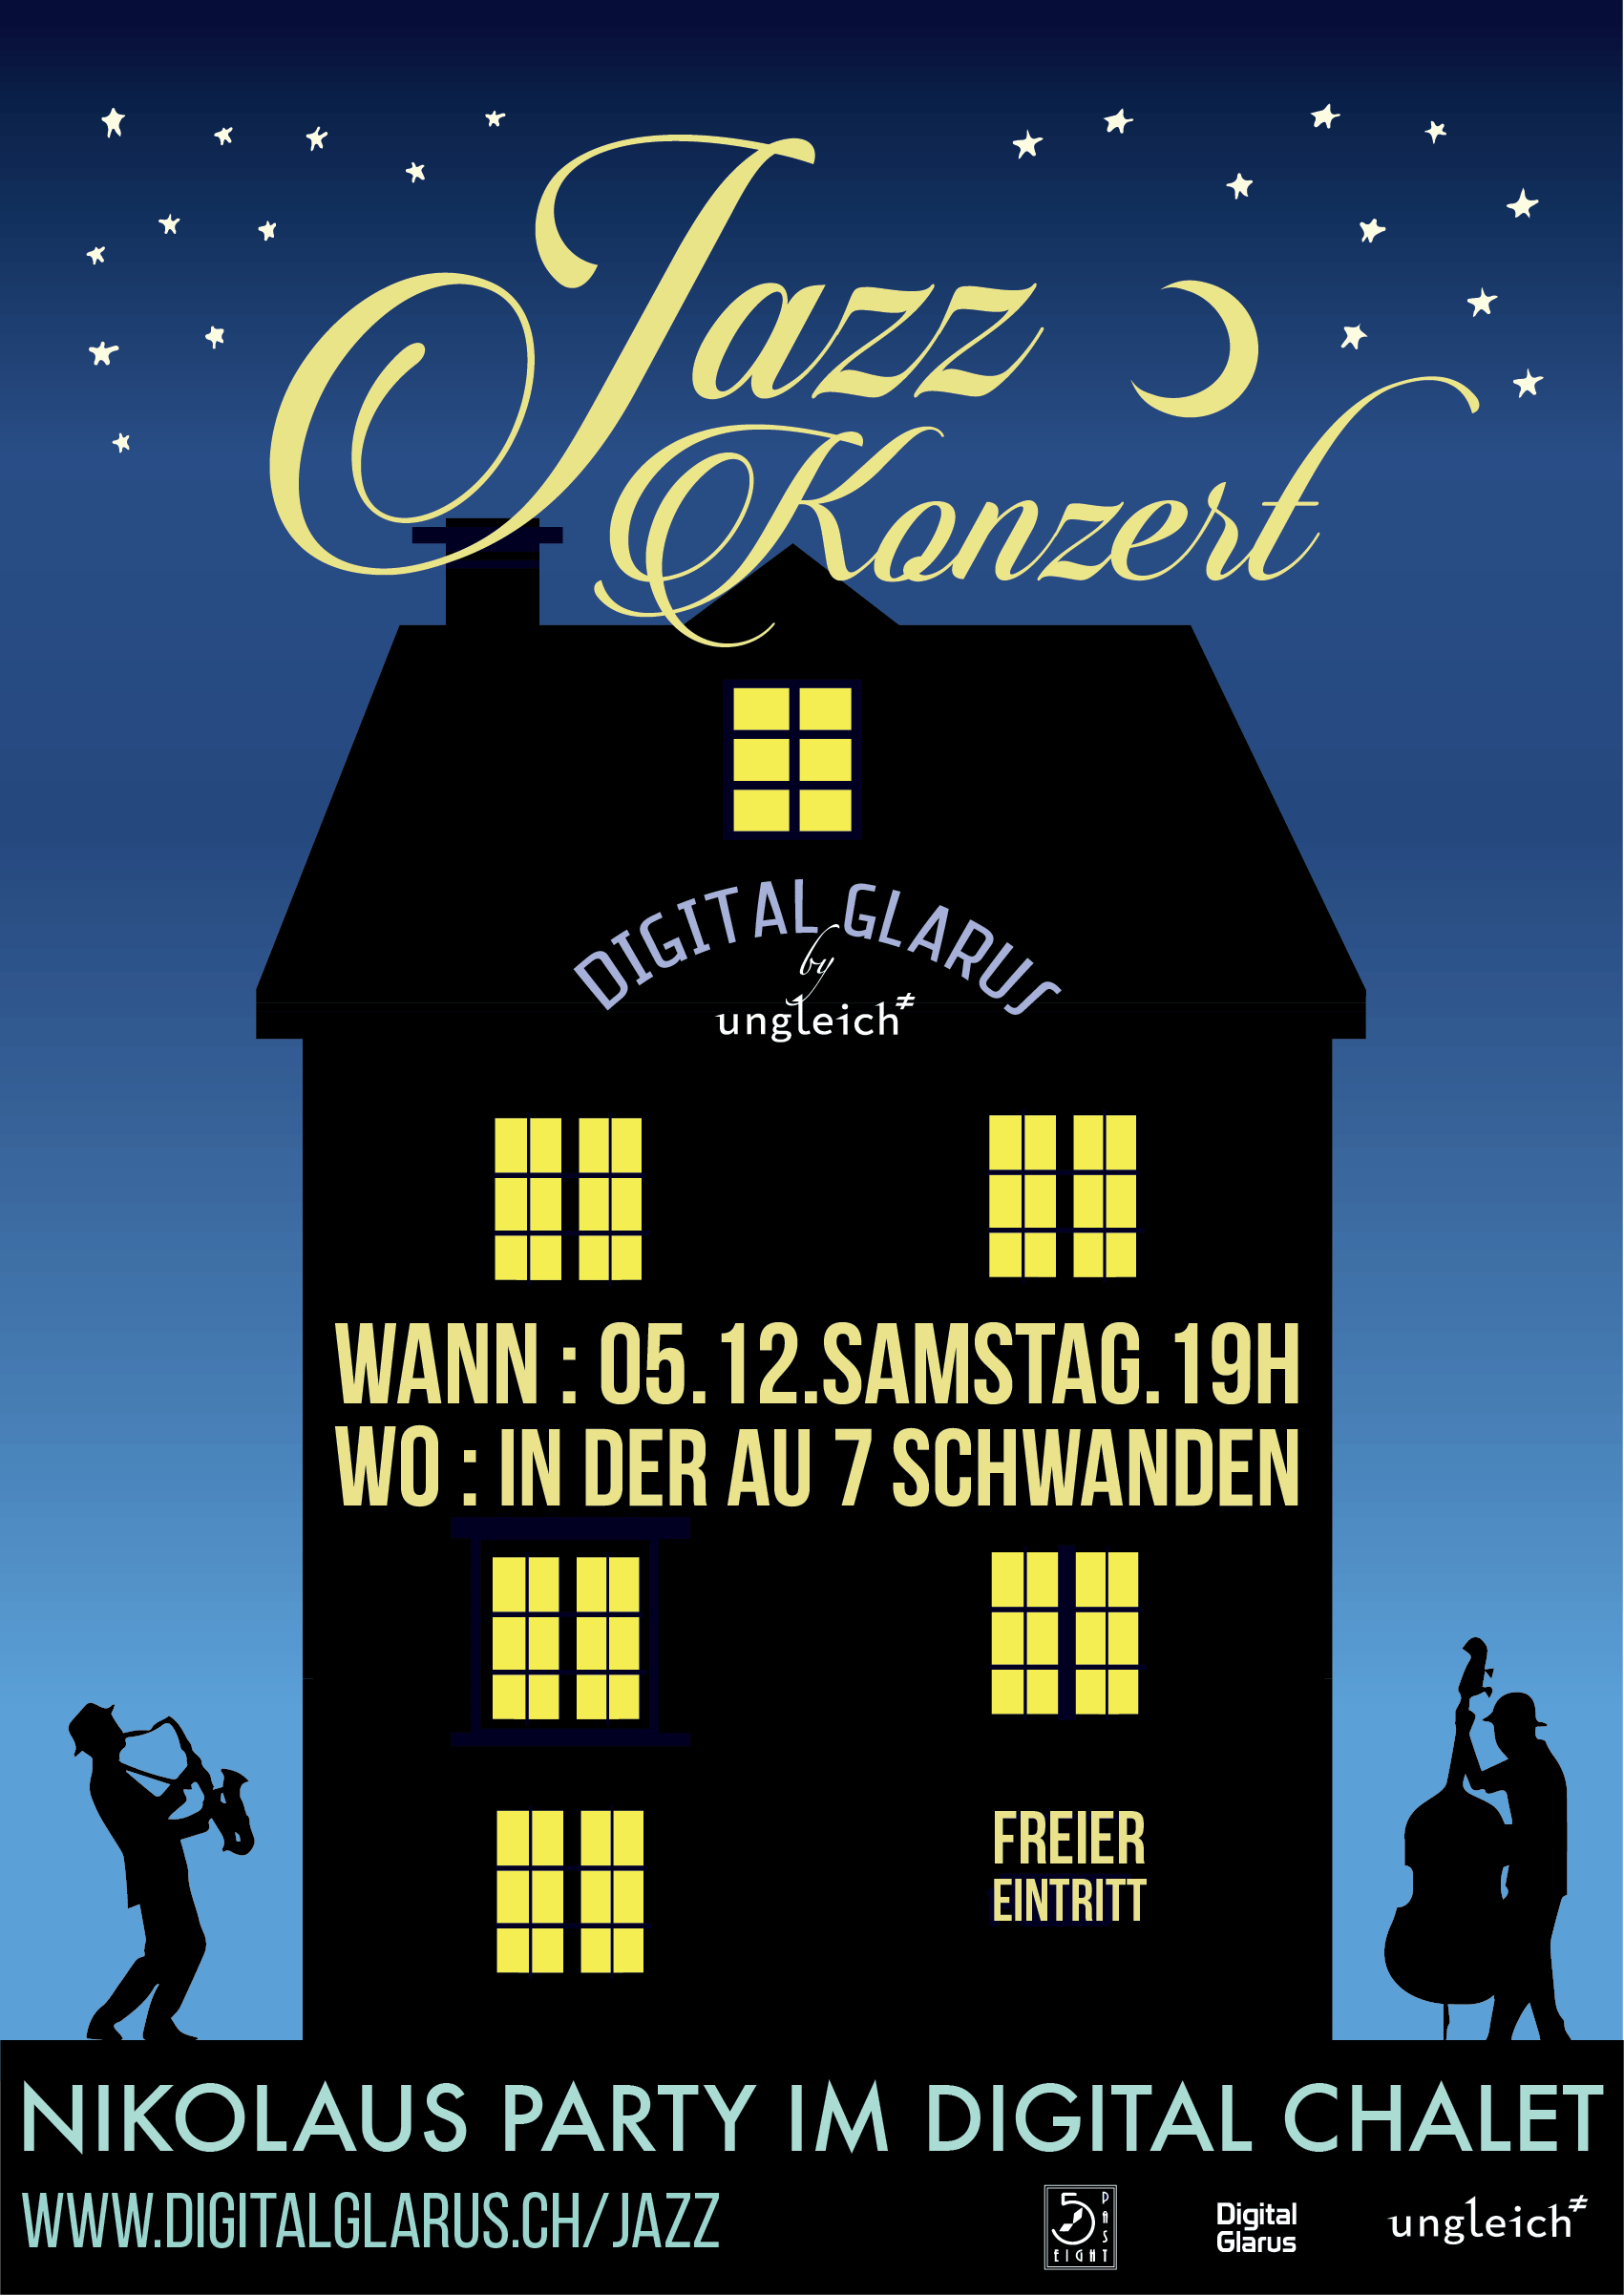 Jazz
Konzert
DIGITAL GLARUS
by
ungleich≠
WANN : 05.12.SAMSTAG.19H
WO : IN DER AU 7 SCHWANDEN
FREIER
EINTRITT
NIKOLAUS PARTY IM DIGITAL CHALET
WWW.DIGITALGLARUS.CH/JAZZ
5 PAST EIGHT
Digital
Glarus
ungleich≠